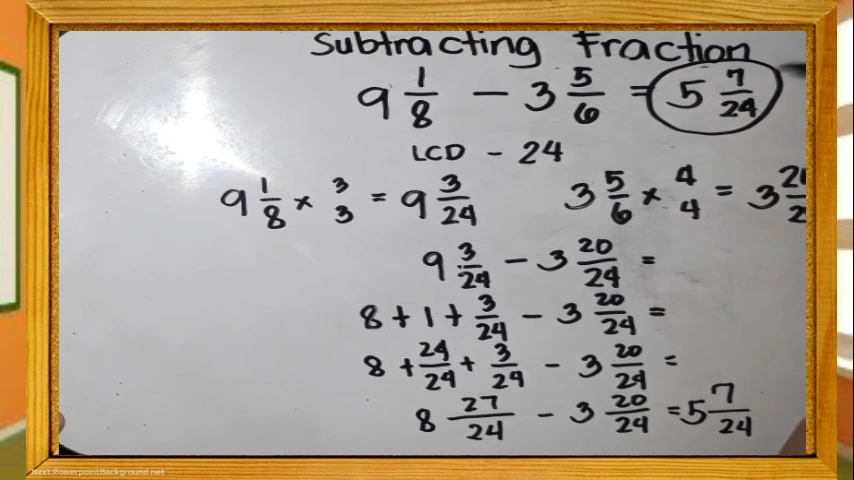 Subtracting Fraction
9 1/8 - 3 5/6 = 5 7/24
LCD - 24
9 1/8 x 3/3 = 9 3/24 3 5/6 x 4/4 = 3
9 3/24 - 3 20/24 =
8 + 1 + 3/24 - 3 20/24 =
8 + 24/24 + 3/24 - 3 20/24 =
8 27/24 - 3 20/24 = 5 7/24
Next.PowerpointBackground.net